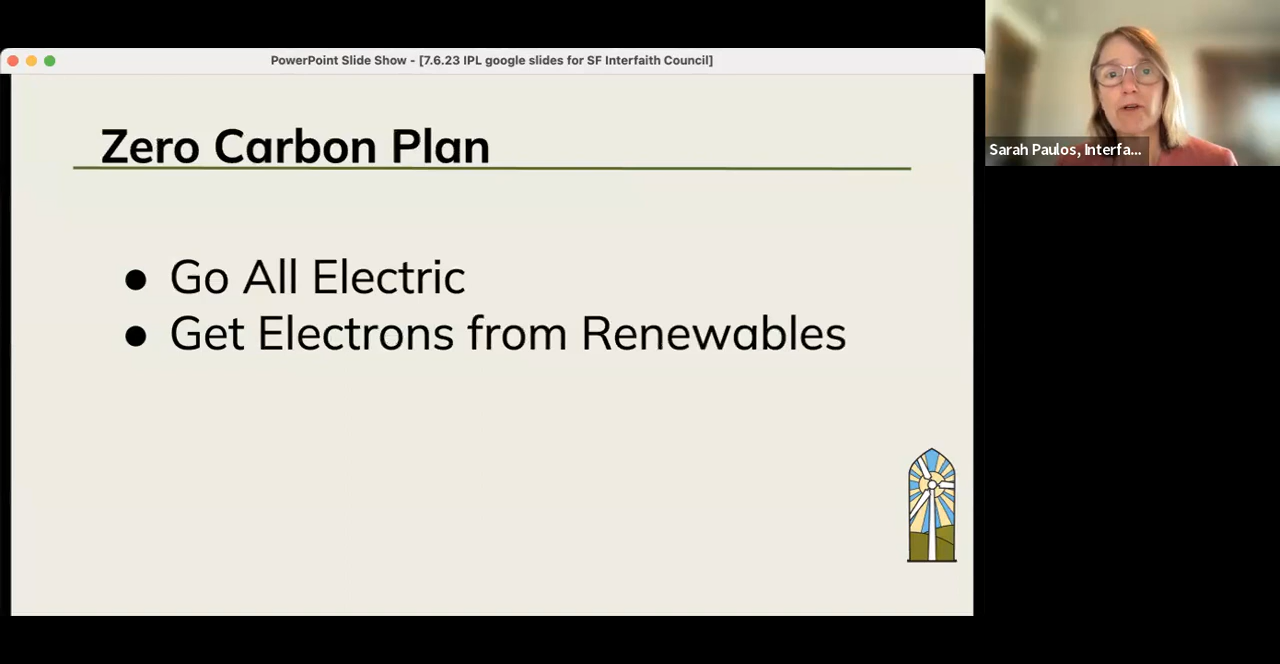 PowerPoint Slide Show - [7.6.23 IPL google slides for SF Interfaith Council]
Zero Carbon Plan
● Go All Electric
● Get Electrons from Renewables
Sarah Paulos, Interfa...